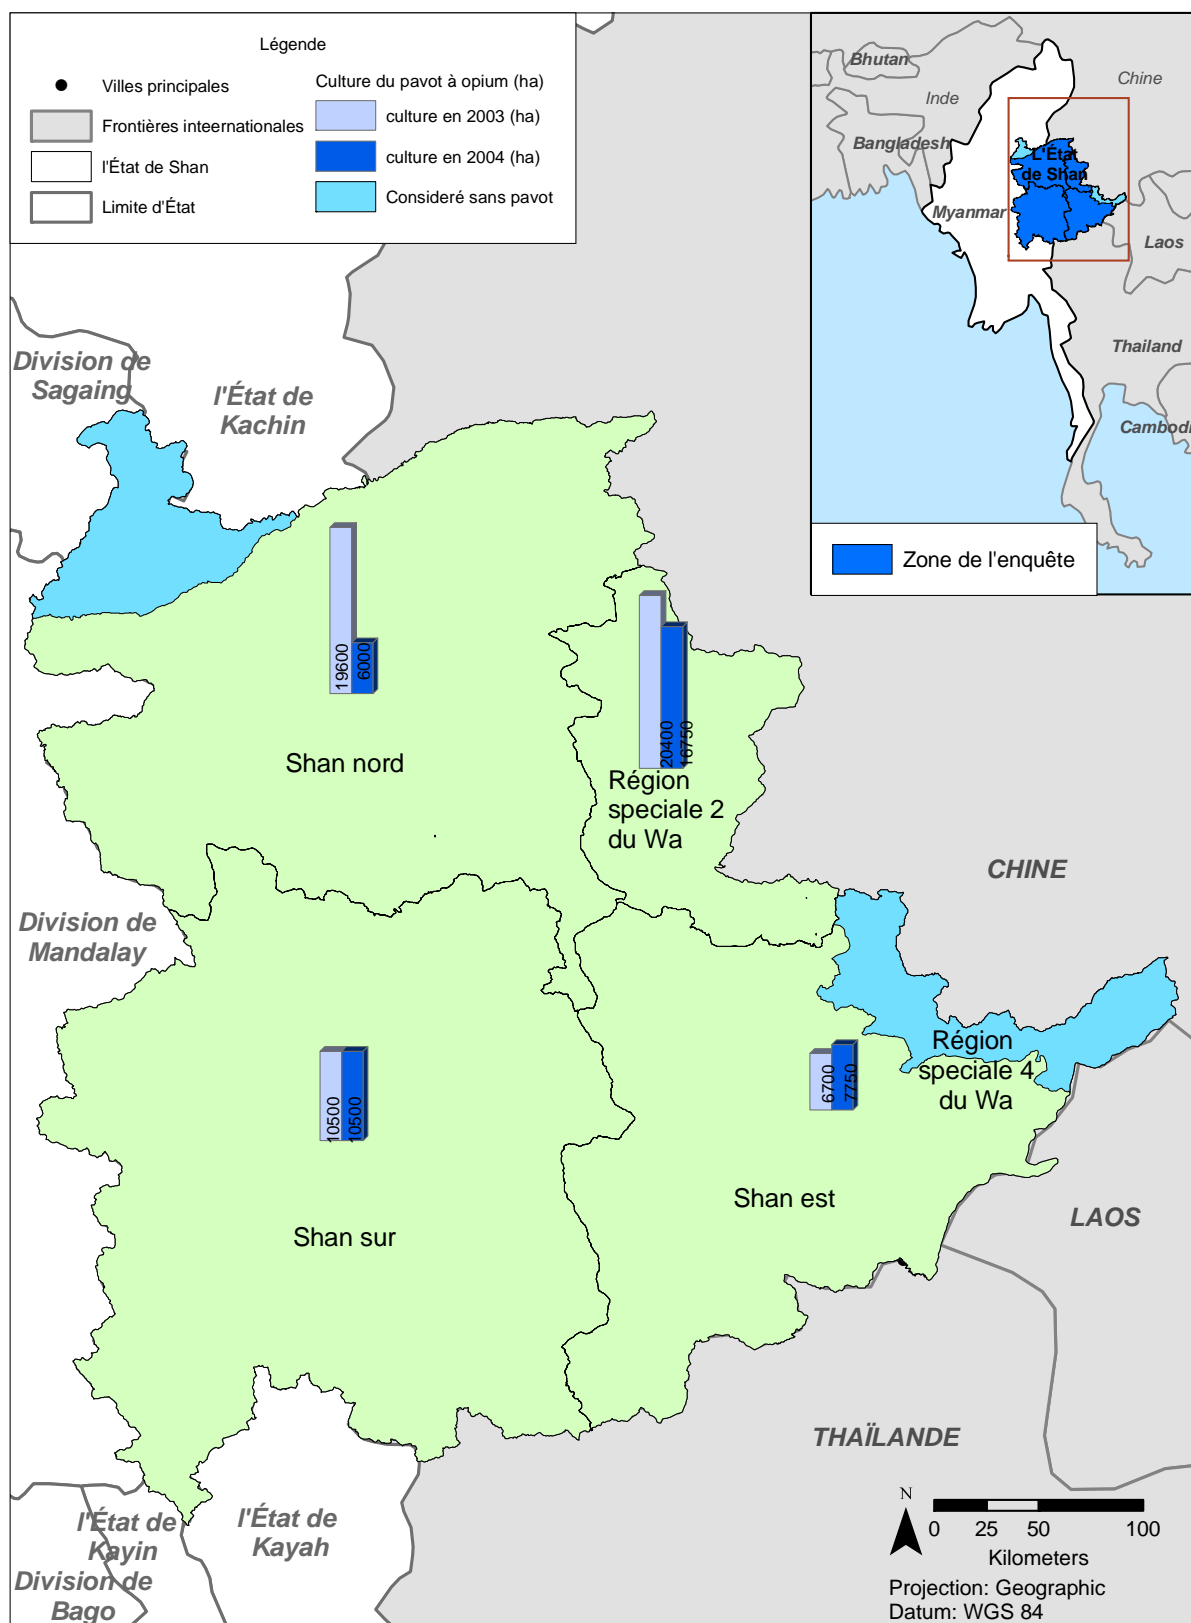 Légende
Villes principales
Frontières inteernationales
l'État de Shan
Limite d'État
Culture du pavot à opium (ha)
culture en 2003 (ha)
culture en 2004 (ha)
Consideré sans pavot
Bhutan
Chine
Inde
Bangladesh
L'État
de Shan
Myanmar
Laos
Thailand
Cambodi
Zone de l'enquête
Division de
Sagaing
l'État de
Kachin
19600
6000
Shan nord
20400
16750
Région
speciale 2
du Wa
CHINE
Division de
Mandalay
Région
speciale 4
du Wa
10500
10500
6700
7750
Shan est
Shan sur
LAOS
THAÏLANDE
l'État de
Kayin
l'État de
Kayah
Division de
Bago
N
0 25 50 100
Kilometers
Projection: Geographic
Datum: WGS 84